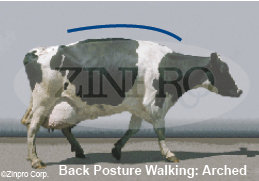 ZINPRO
Back Posture Walking: Arched
©Zinpro Corp.